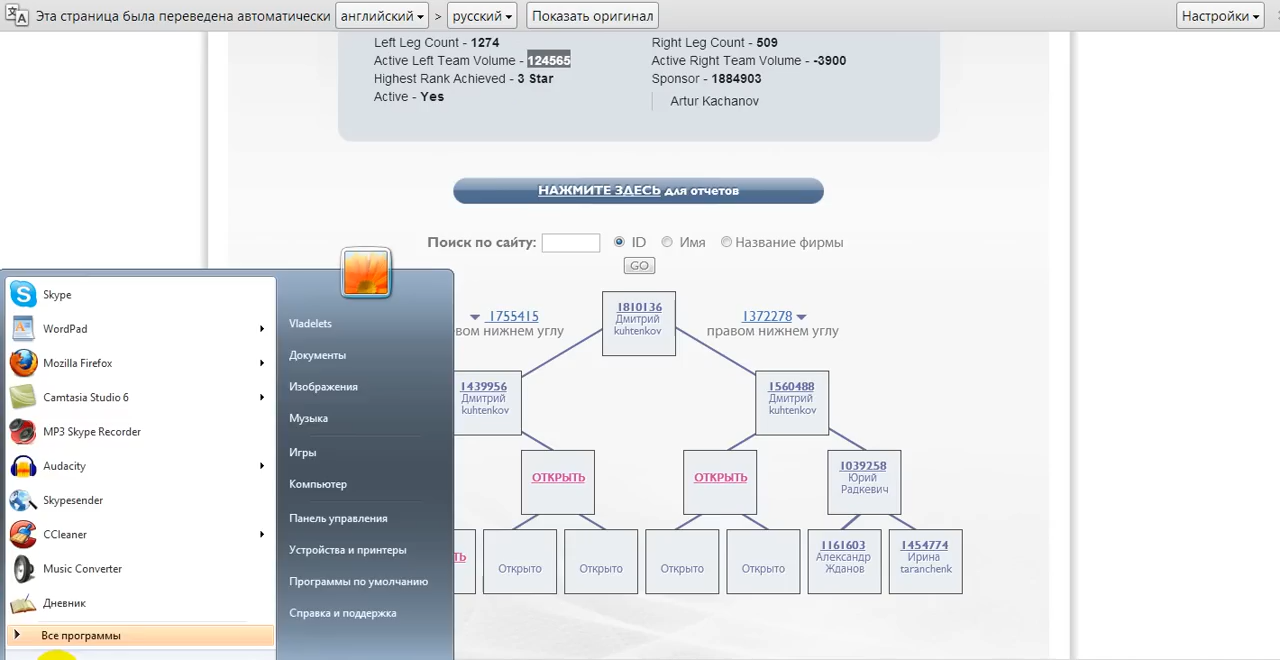 Эта страница была переведена автоматически английский > русский Показать оригинал Настройки
Left Leg Count - 1274
Right Leg Count - 509
Active Left Team Volume - 124565
Active Right Team Volume - -3900
Highest Rank Achieved - 3 Star
Sponsor - 1884903
Active - Yes
Artur Kachanov
НАЖМИТЕ ЗДЕСЬ для отчетов
Поиск по сайту: ID Имя Название фирмы
GO
1755415
вом нижнем углу
1810136
Дмитрий
kuhtenkov
1372278
правом нижнем углу
1439956
Дмитрий
kuhtenkov
1560488
Дмитрий
kuhtenkov
ОТКРЫТЬ
ОТКРЫТЬ
1039258
Юрий
Радкевич
ТЬ
Открыто
Открыто
Открыто
Открыто
1161603
Александр
Жданов
1454774
Ирина
taranchenk
Skype
WordPad
Mozilla Firefox
Camtasia Studio 6
MP3 Skype Recorder
Audacity
Skypesender
CCleaner
Music Converter
Дневник
Все программы
Vladelets
Документы
Изображения
Музыка
Игры
Компьютер
Панель управления
Устройства и принтеры
Программы по умолчанию
Справка и поддержка